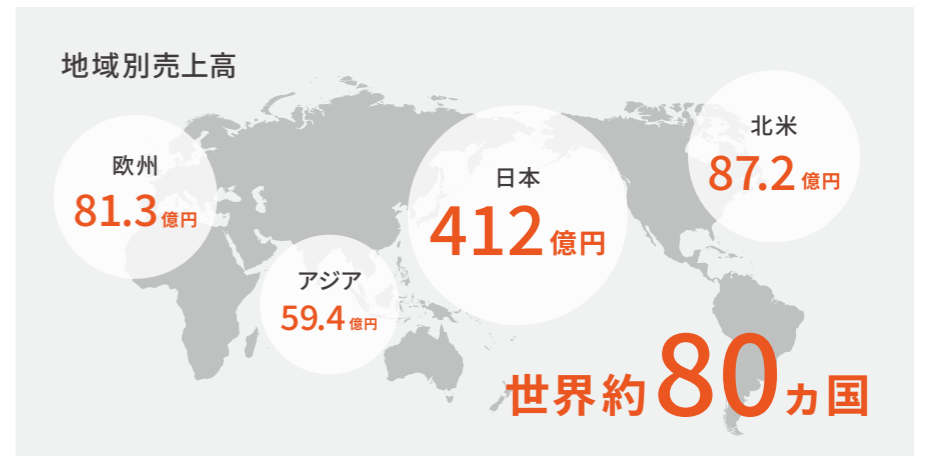 地域別売上高
欧州
81.3億円
アジア
59.4億円
日本
412億円
北米
87.2億円
世界約80カ国